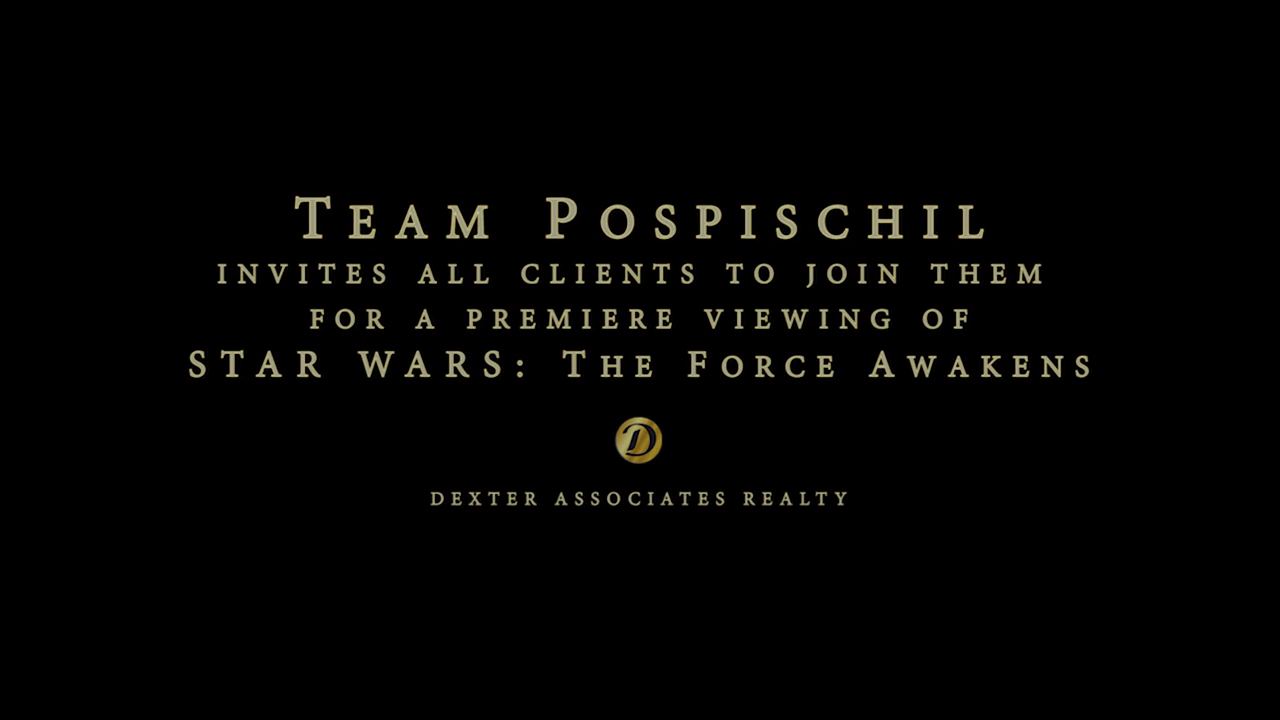 Team Pospischil
INVITES ALL CLIENTS TO JOIN THEM
FOR A PREMIERE VIEWING OF
STAR WARS: The Force Awakens
D
DEXTER ASSOCIATES REALTY